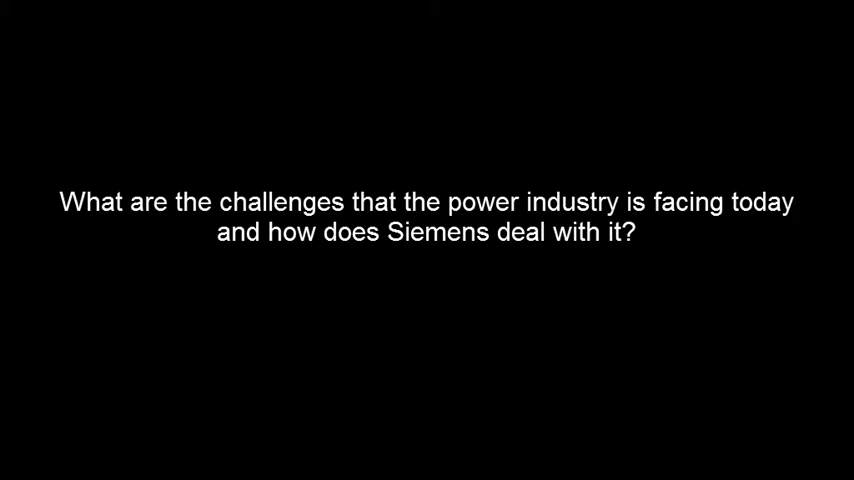 What are the challenges that the power industry is facing today
and how does Siemens deal with it?